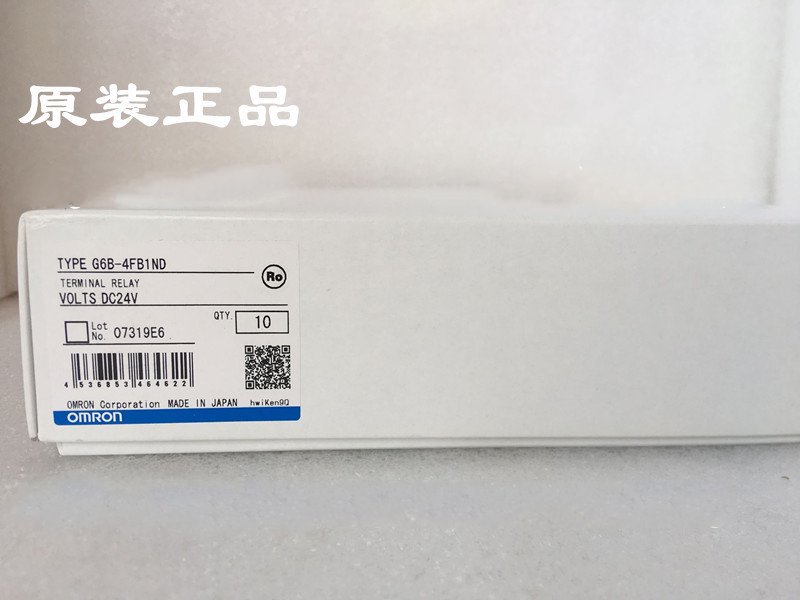 原装正品
TYPE G6B-4FB1ND
TERMINAL RELAY
Ro
VOLTS DC24V
Lot No. 07319E6
QTY. 10
4 536853 464622
OMRON Corporation MADE IN JAPAN hwiKen9Q
OMRON